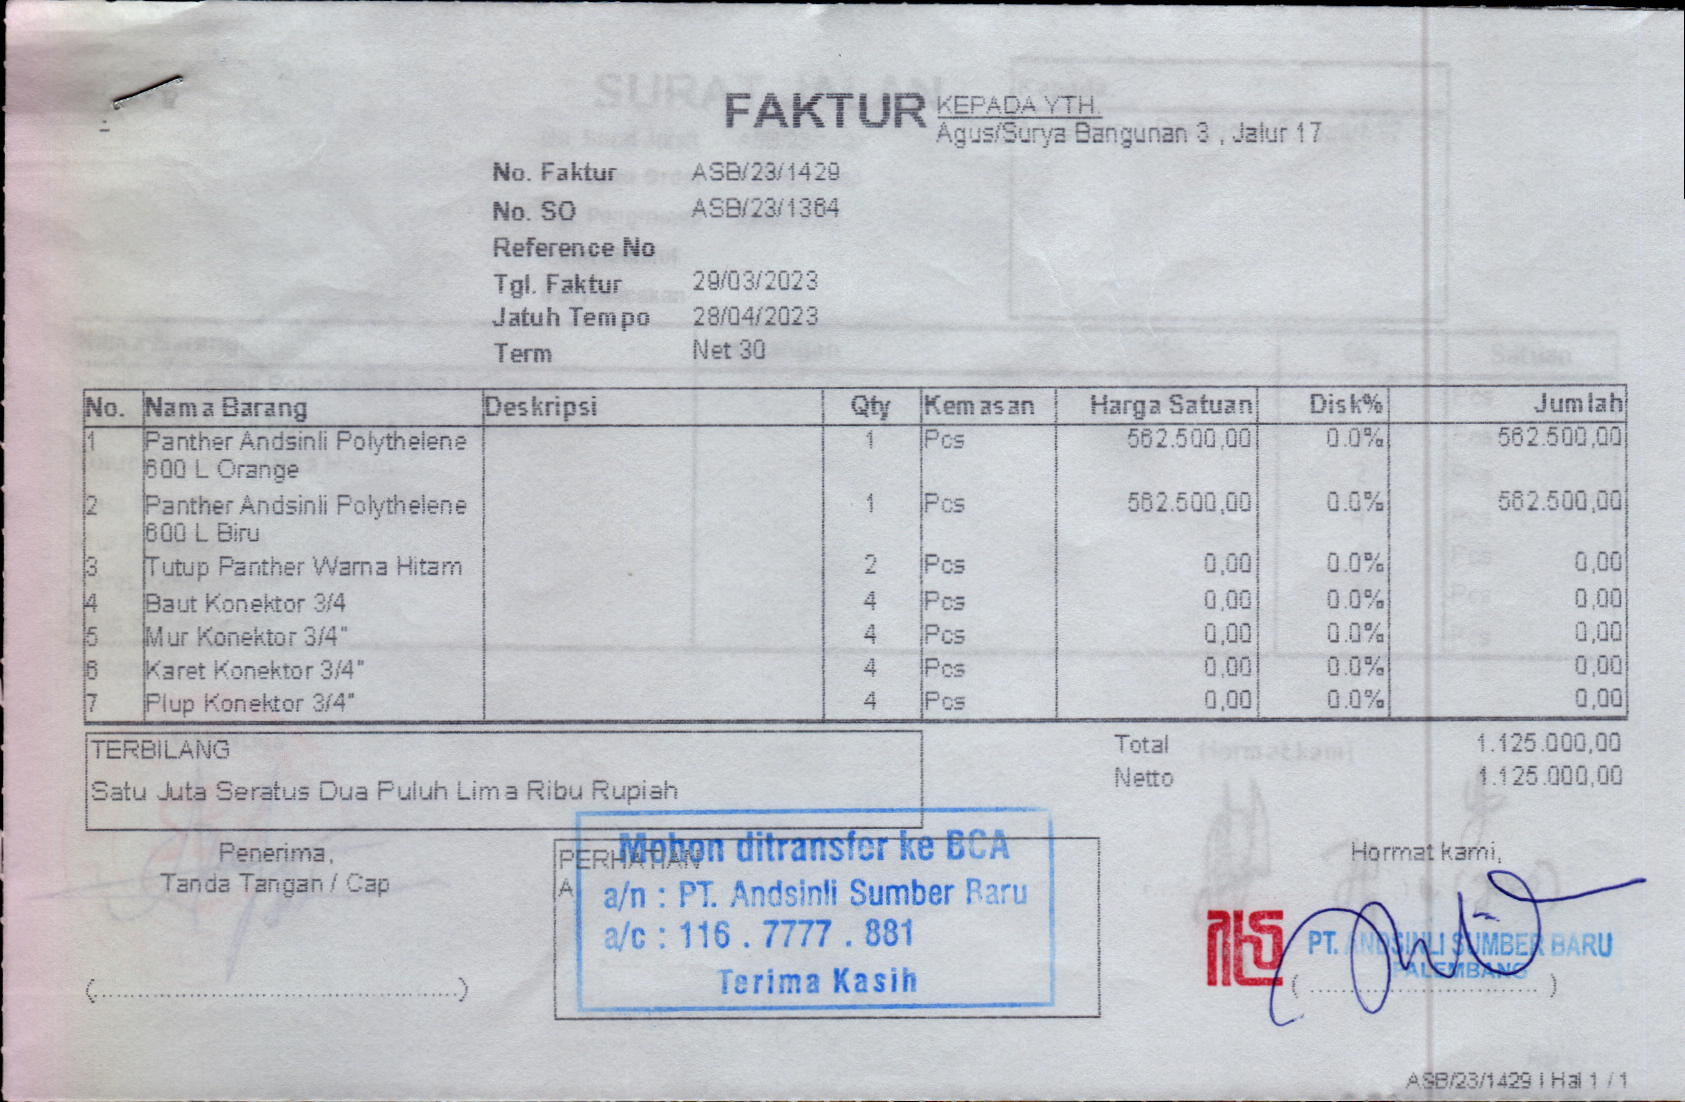 FAKTUR
KEPADA YTH.
Agus/Surya Bangunan 3 , Jalur 17
No. Faktur ASB/23/1429
No. SO ASB/23/1364
Reference No
Tgl. Faktur 29/03/2023
Jatuh Tempo 28/04/2023
Term Net 30
No. Nama Barang Deskripsi Qty Kemasan Harga Satuan Disk% Jumlah
1 Panther Andsinli Polythelene 1 Pcs 562.500,00 0.0% 562.500,00
600 L Orange
2 Panther Andsinli Polythelene 1 Pcs 562.500,00 0.0% 562.500,00
600 L Biru
3 Tutup Panther Warna Hitam 2 Pcs 0,00 0.0% 0,00
4 Baut Konektor 3/4 4 Pcs 0,00 0.0% 0,00
5 Mur Konektor 3/4" 4 Pcs 0,00 0.0% 0,00
6 Karet Konektor 3/4" 4 Pcs 0,00 0.0% 0,00
7 Plup Konektor 3/4" 4 Pcs 0,00 0.0% 0,00
TERBILANG
Satu Juta Seratus Dua Puluh Lima Ribu Rupiah
Total 1.125.000,00
Netto 1.125.000,00
Penerima,
Tanda Tangan / Cap
(..........................................)
PERHATIAN
A
Mohon ditransfer ke BCA
a/n : PT. Andsinli Sumber Baru
a/c : 116 . 7777 . 881
Terima Kasih
Hormat kami,
PT. ANDSINLI SUMBER BARU
PALEMBANG
(..........................................)
ASB/23/1429 | Hal 1 / 1